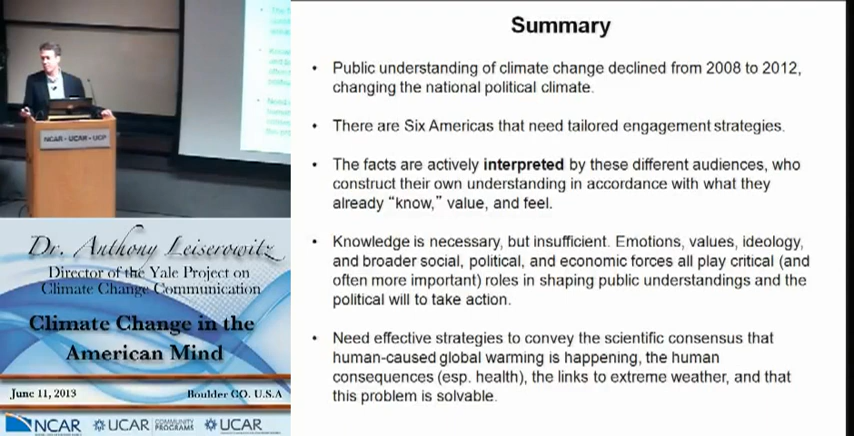 Summary
• Public understanding of climate change declined from 2008 to 2012,
changing the national political climate.
• There are Six Americas that need tailored engagement strategies.
• The facts are actively interpreted by these different audiences, who
construct their own understanding in accordance with what they
already “know,” value, and feel.
• Knowledge is necessary, but insufficient. Emotions, values, ideology,
and broader social, political, and economic forces all play critical (and
often more important) roles in shaping public understandings and the
political will to take action.
• Need effective strategies to convey the scientific consensus that
human-caused global warming is happening, the human
consequences (esp. health), the links to extreme weather, and that
this problem is solvable.
NCAR - UCAR - UCP
Dr. Anthony Leiserowitz
Director of the Yale Project on
Climate Change Communication
Climate Change in the
American Mind
June 11, 2013
Boulder CO. U.S.A
NCAR
UCAR
COMMUNITY
PROGRAMS
UCAR